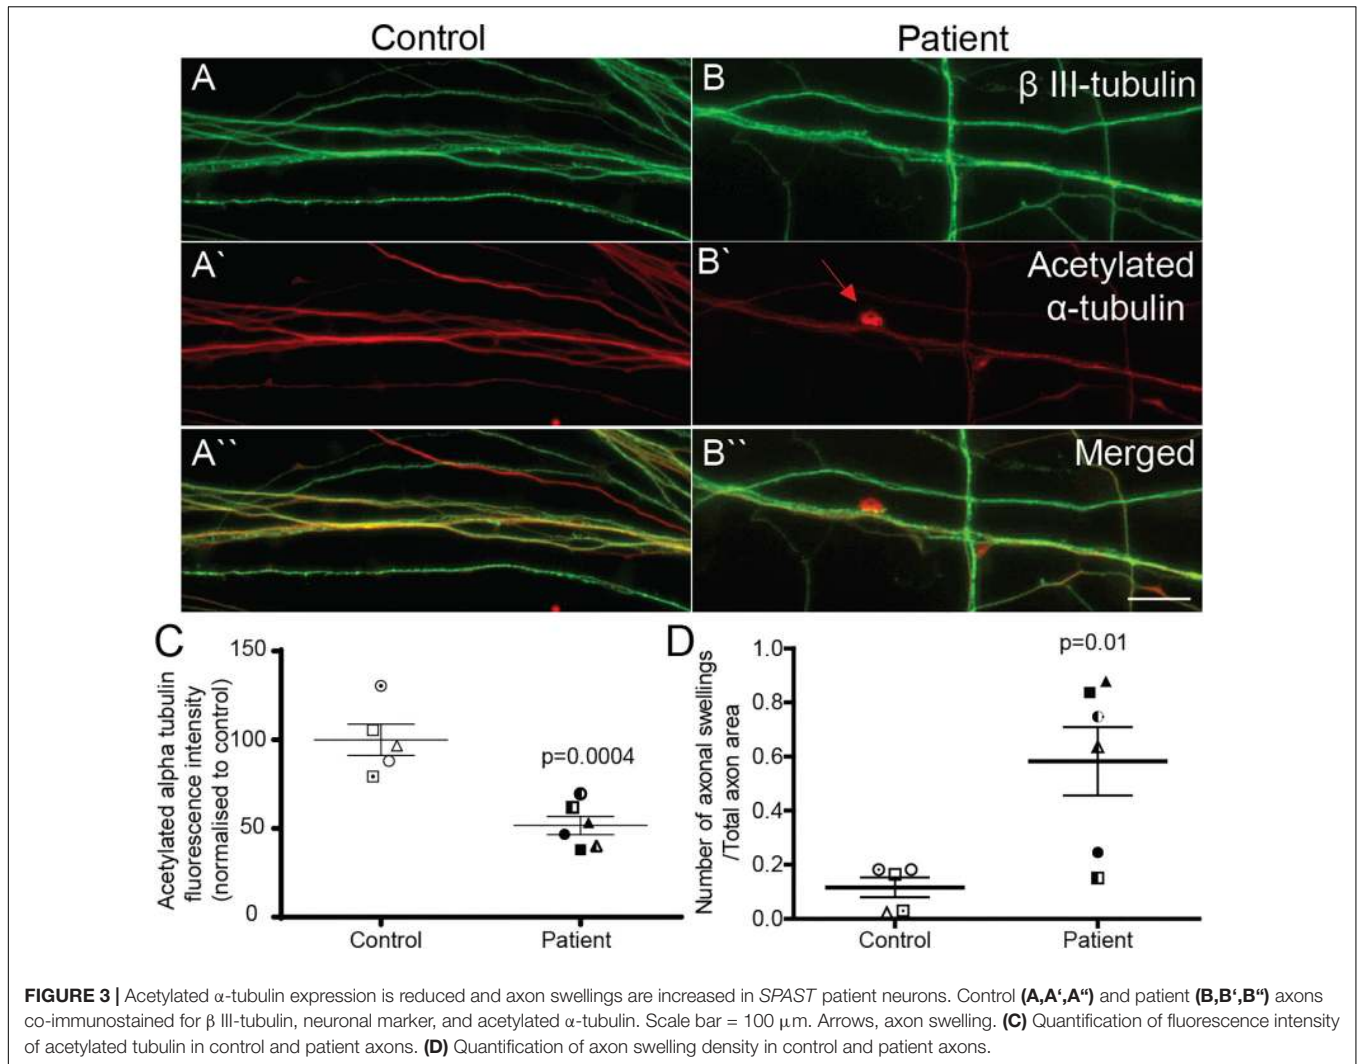 Control
Patient
A
B
β III-tubulin
A`
B`
Acetylated
α-tubulin
A``
B``
Merged
C
Acetylated alpha tubulin
fluorescence intensity
(normalised to control)
150
100
50
0
p=0.0004
Control
Patient
D
Number of axonal swellings
/Total axon area
1.0
0.8
0.6
0.4
0.2
0.0
p=0.01
Control
Patient
FIGURE 3 | Acetylated α-tubulin expression is reduced and axon swellings are increased in SPAST patient neurons. Control (A,A‘,A“) and patient (B,B‘,B“) axons
co-immunostained for β III-tubulin, neuronal marker, and acetylated α-tubulin. Scale bar = 100 μm. Arrows, axon swelling. (C) Quantification of fluorescence intensity
of acetylated tubulin in control and patient axons. (D) Quantification of axon swelling density in control and patient axons.